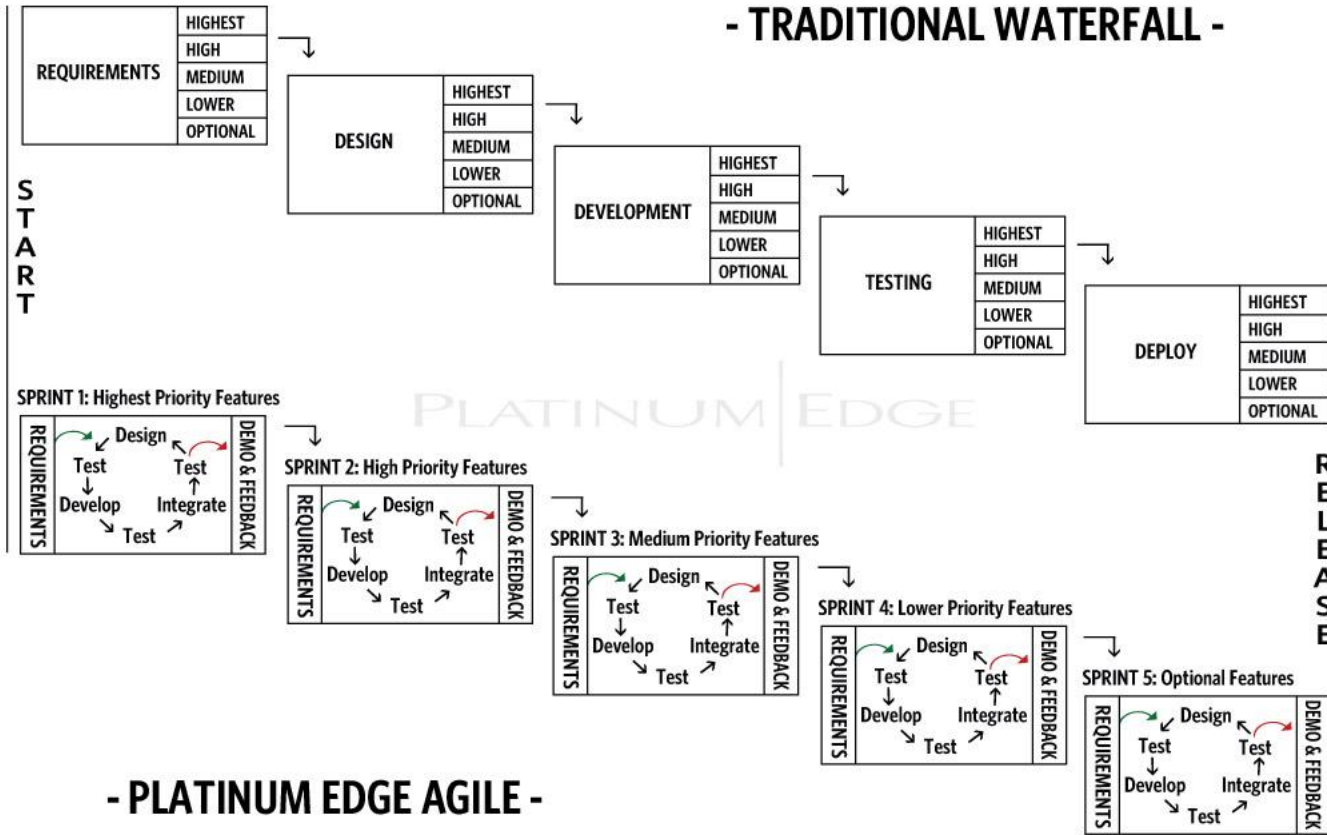 - TRADITIONAL WATERFALL -
REQUIREMENTS
HIGHEST
HIGH
MEDIUM
LOWER
OPTIONAL
DESIGN
HIGHEST
HIGH
MEDIUM
LOWER
OPTIONAL
DEVELOPMENT
HIGHEST
HIGH
MEDIUM
LOWER
OPTIONAL
TESTING
HIGHEST
HIGH
MEDIUM
LOWER
OPTIONAL
DEPLOY
HIGHEST
HIGH
MEDIUM
LOWER
OPTIONAL
START
PLATINUM EDGE
SPRINT 1: Highest Priority Features
REQUIREMENTS
Design
Test
Develop
Test
Integrate
Test
DEMO & FEEDBACK
SPRINT 2: High Priority Features
REQUIREMENTS
Design
Test
Develop
Test
Integrate
Test
DEMO & FEEDBACK
SPRINT 3: Medium Priority Features
REQUIREMENTS
Design
Test
Develop
Test
Integrate
Test
DEMO & FEEDBACK
SPRINT 4: Lower Priority Features
REQUIREMENTS
Design
Test
Develop
Test
Integrate
Test
DEMO & FEEDBACK
SPRINT 5: Optional Features
REQUIREMENTS
Design
Test
Develop
Test
Integrate
Test
DEMO & FEEDBACK
RELEASE
- PLATINUM EDGE AGILE -